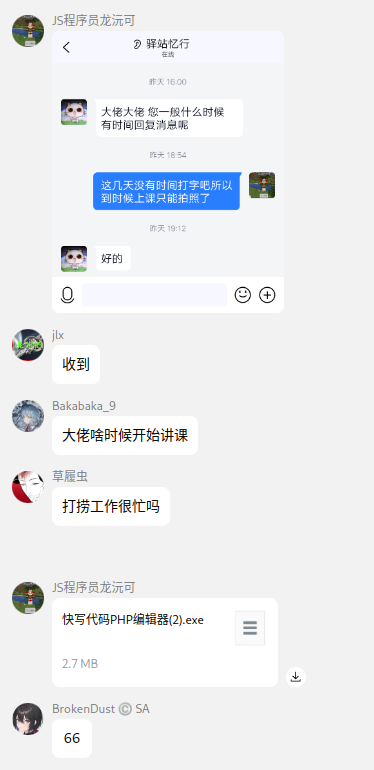 JS程序员龙沅可
驿站忆行
在线
昨天 16:00
大佬大佬 您一般什么时候
有时间回复消息呢
昨天 18:54
这几天没有时间打字吧所以
到时候上课只能拍照了
昨天 19:12
好的
jlx
收到
Bakabaka_9
大佬啥时候开始讲课
草履虫
打捞工作很忙吗
JS程序员龙沅可
快写代码PHP编辑器(2).exe
2.7 MB
BrokenDust ©️ SA
66